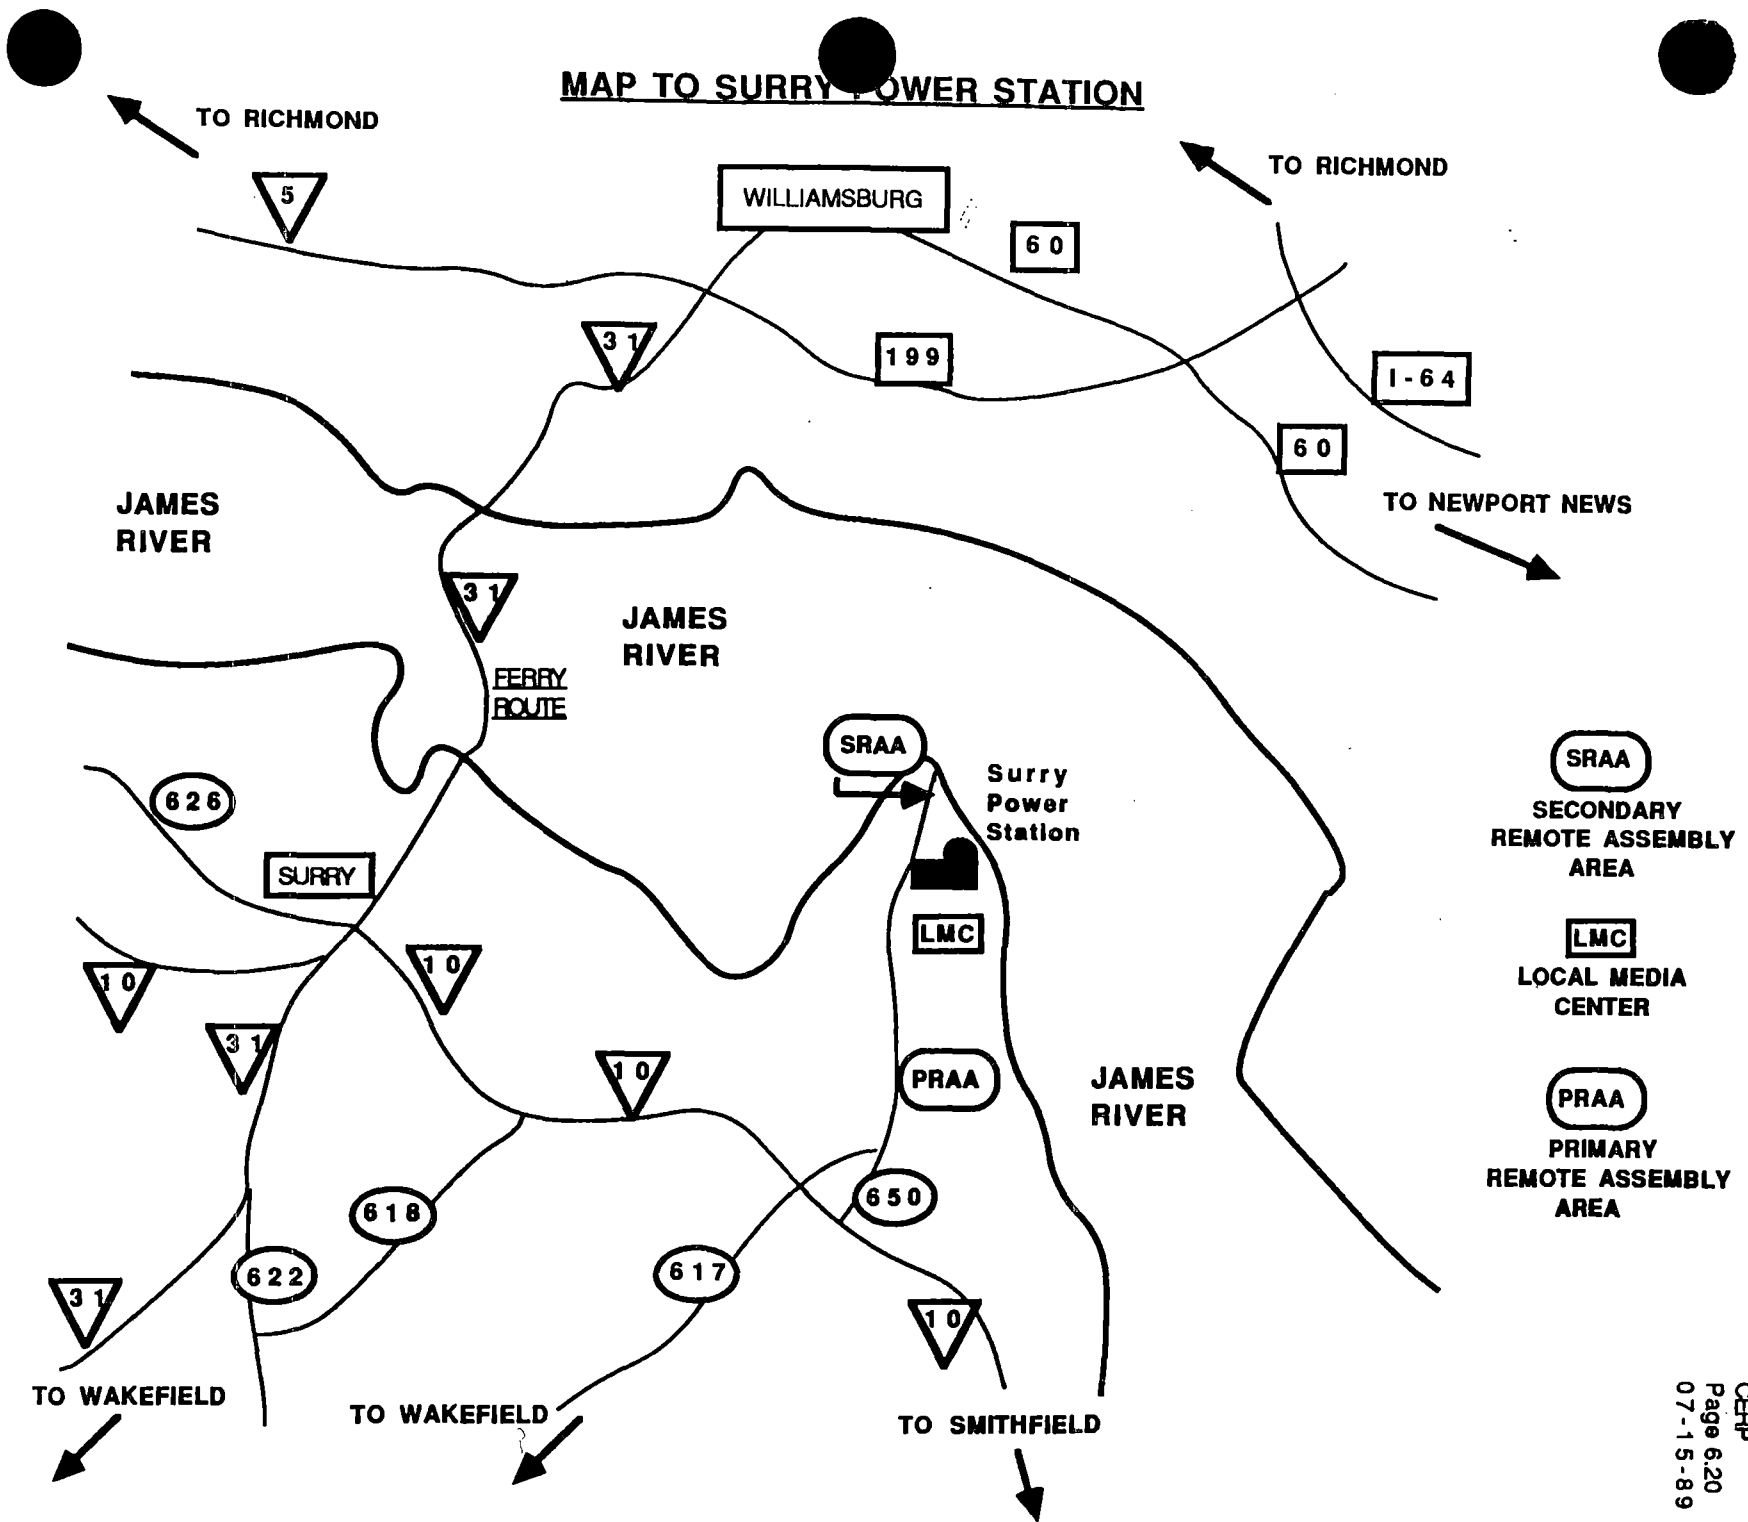 MAP TO SURRY POWER STATION
TO RICHMOND
TO RICHMOND
5
WILLIAMSBURG
60
31
199
I-64
60
JAMES
RIVER
TO NEWPORT NEWS
31
JAMES
RIVER
FERRY
ROUTE
SRAA
Surry
Power
Station
SRAA
SECONDARY
REMOTE ASSEMBLY
AREA
626
SURRY
LMC
LMC
LOCAL MEDIA
CENTER
10
10
31
10
PRAA
JAMES
RIVER
PRAA
PRIMARY
REMOTE ASSEMBLY
AREA
650
618
622
617
31
10
TO WAKEFIELD
TO WAKEFIELD
TO SMITHFIELD
CERP
Page 6.20
07-15-89